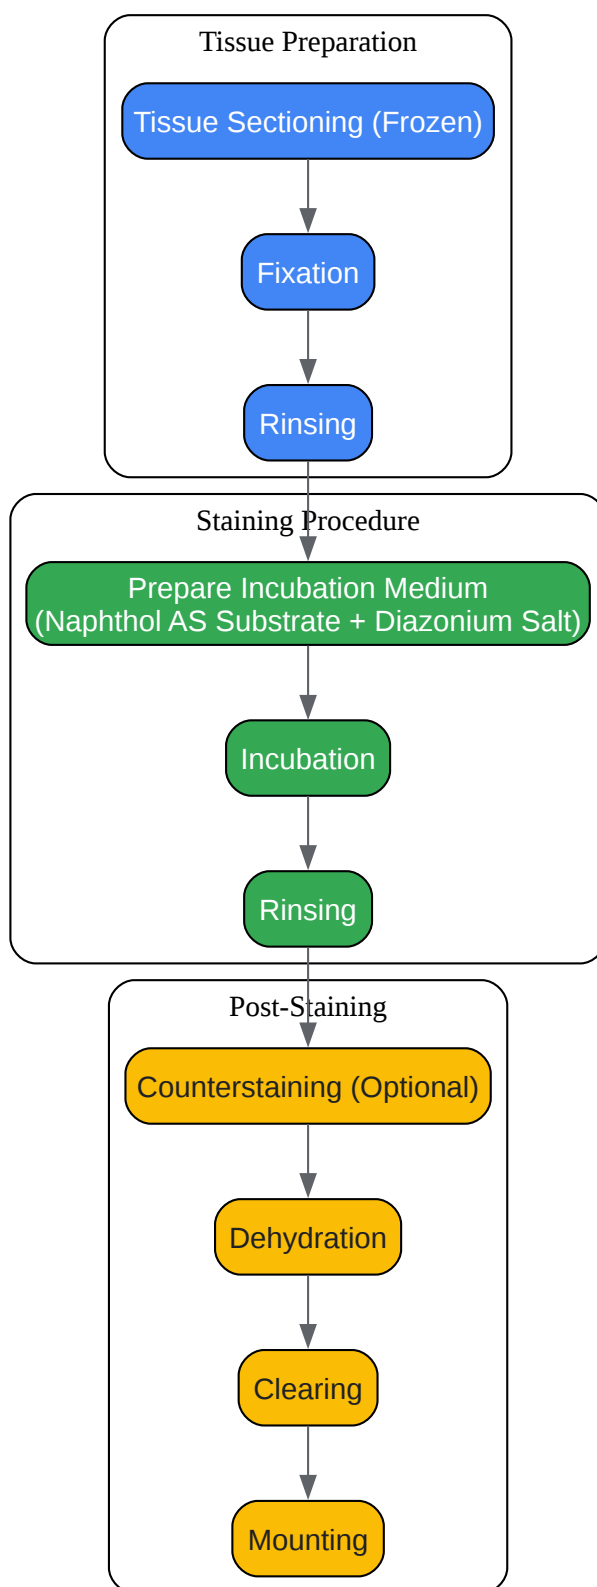 Tissue Preparation
Tissue Sectioning (Frozen)
Fixation
Rinsing
Staining Procedure
Prepare Incubation Medium
(Naphthol AS Substrate + Diazonium Salt)
Incubation
Rinsing
Post-Staining
Counterstaining (Optional)
Dehydration
Clearing
Mounting